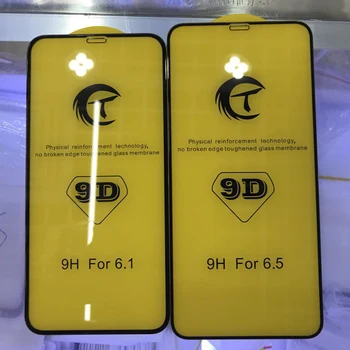 Physical reinforcement technology,
no broken edge toughened glass membrane
9D
9H For 6.1
Physical reinforcement technology,
no broken edge toughened glass membrane
9D
9H For 6.5